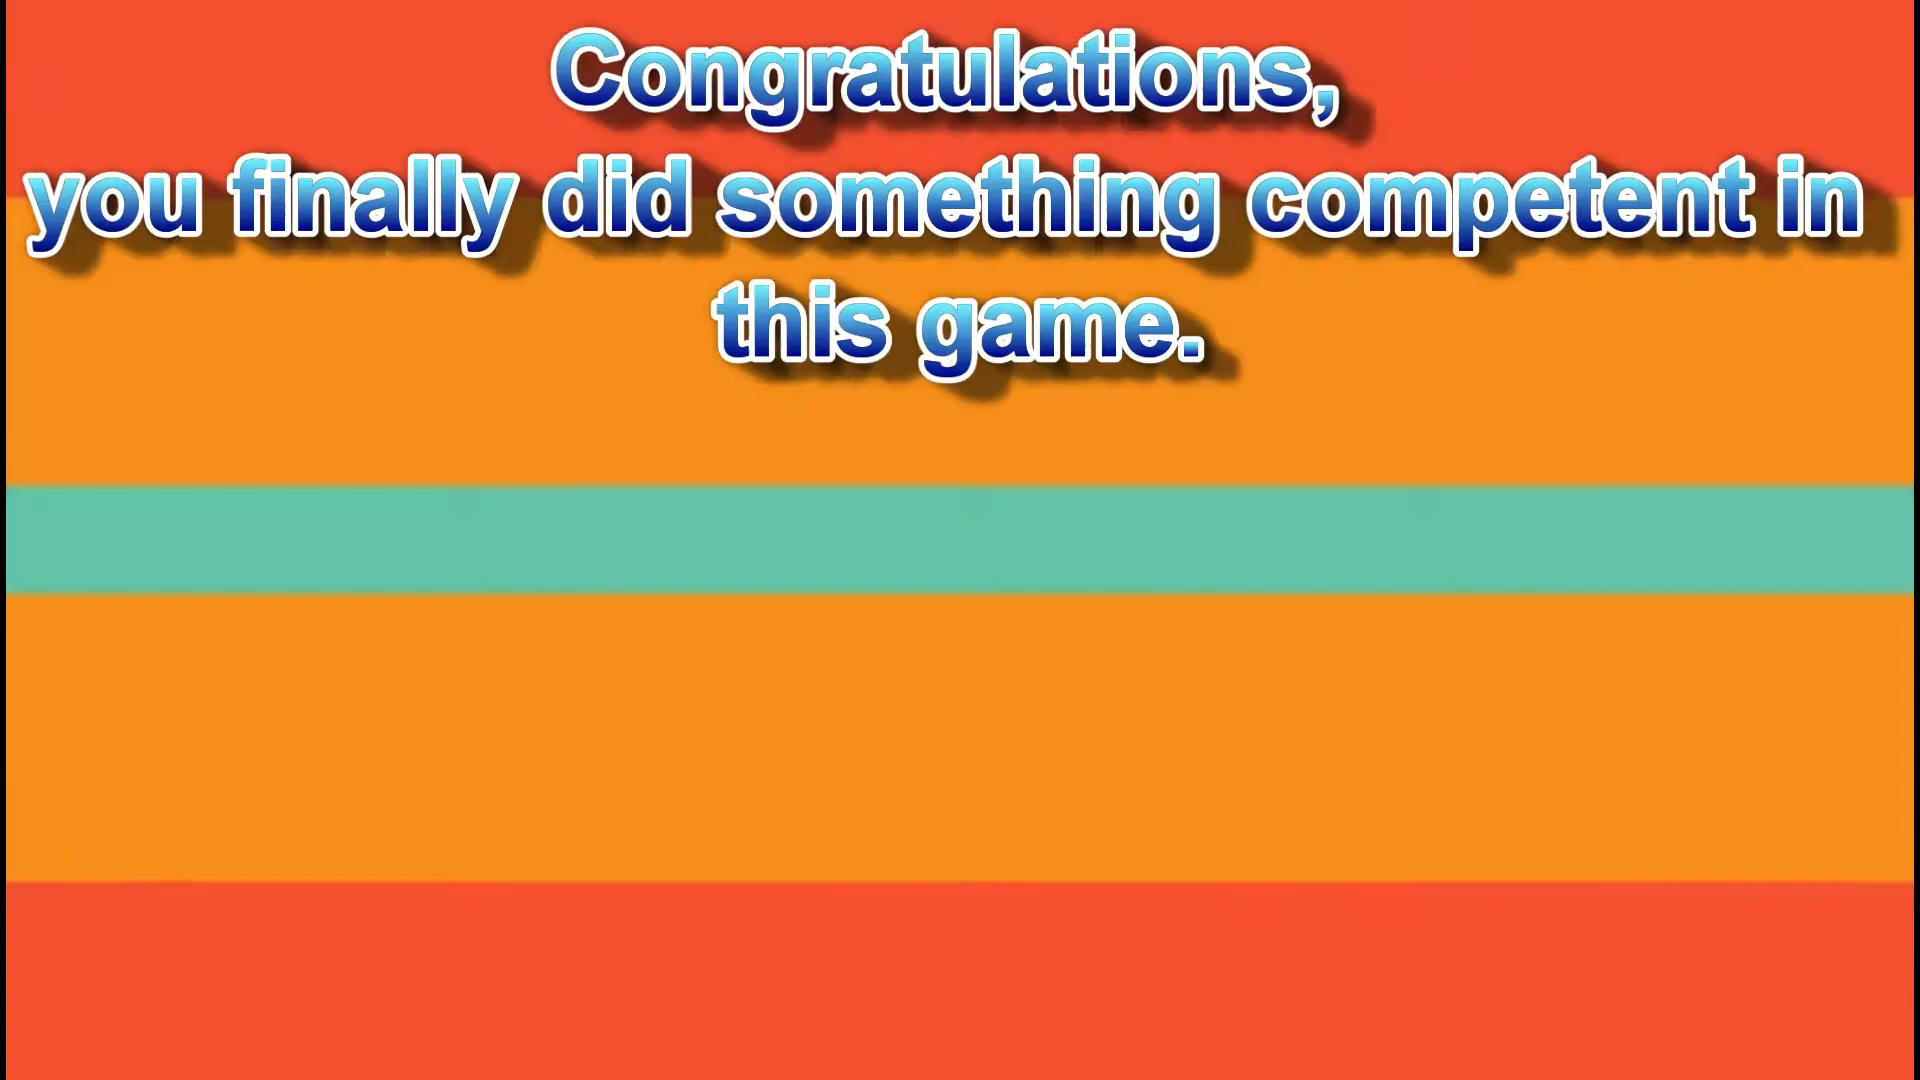 Congratulations,
you finally did something competent in
this game.